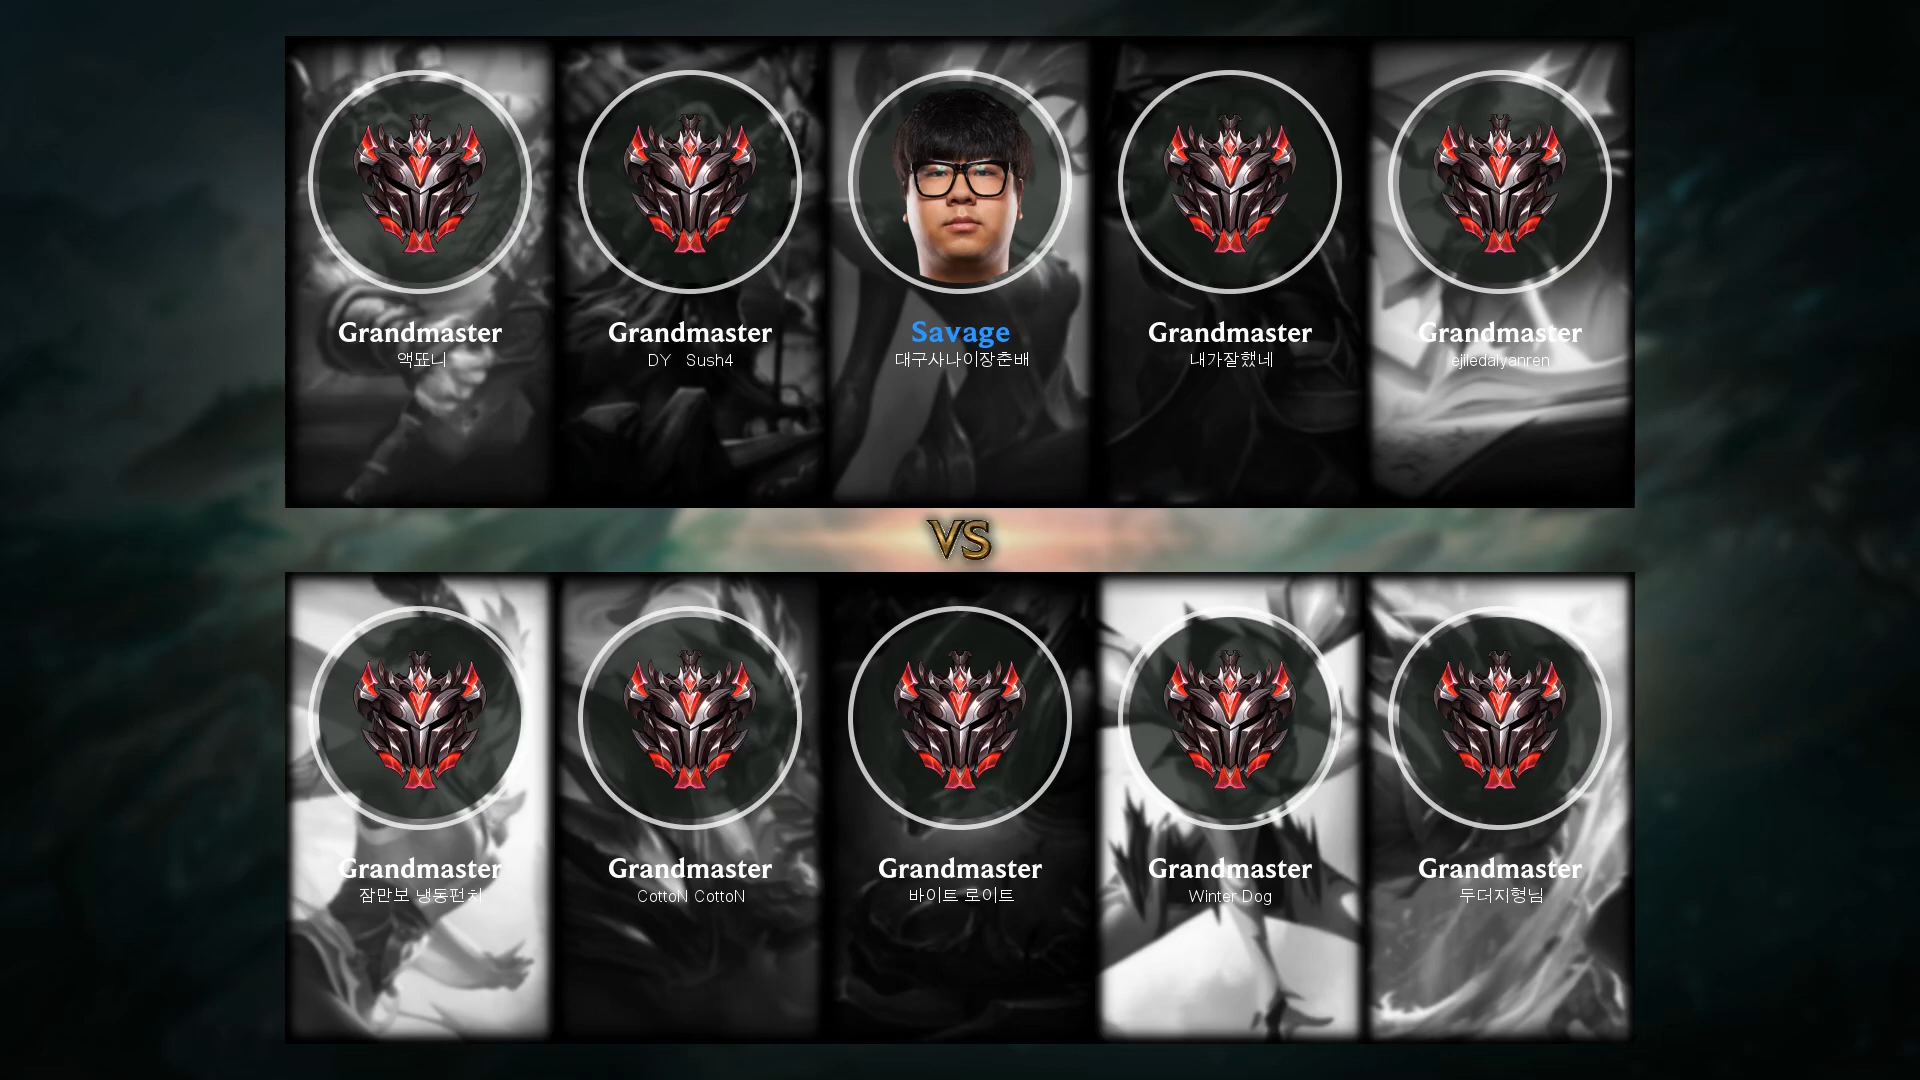 Grandmaster
액또니
Grandmaster
DY Sush4
Savage
대구사나이장춘배
Grandmaster
내가잘했네
Grandmaster
ejiledalyanren
VS
Grandmaster
잠만보 냉동펀치
Grandmaster
CottoN CottoN
Grandmaster
바이트 로이트
Grandmaster
Winter Dog
Grandmaster
두더지형님